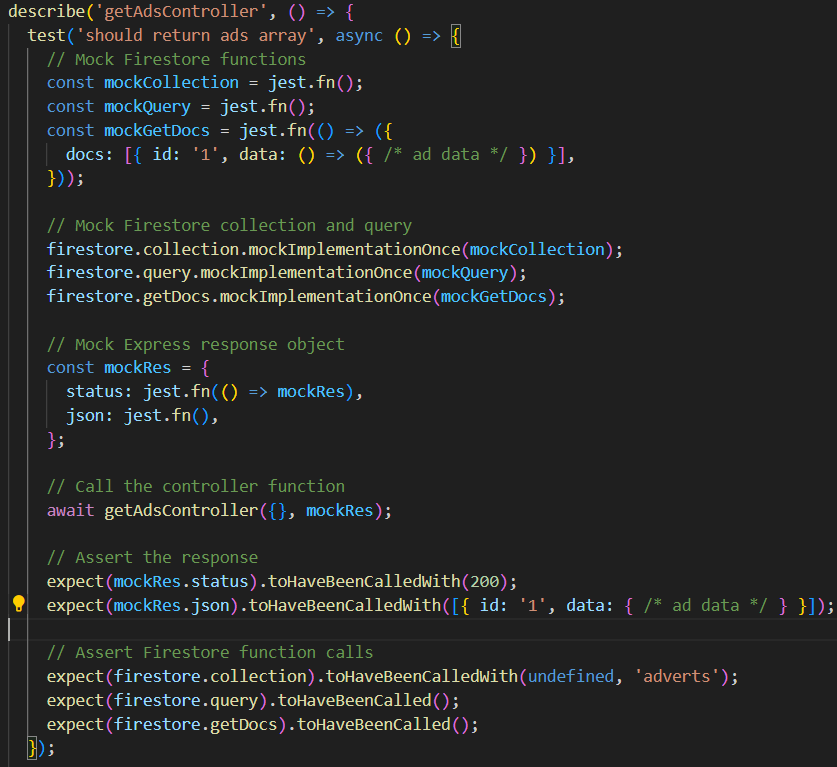 describe('getAdsController', () => {
test('should return ads array', async () => {
// Mock Firestore functions
const mockCollection = jest.fn();
const mockQuery = jest.fn();
const mockGetDocs = jest.fn(() => ({
docs: [{ id: '1', data: () => ({ /* ad data */ }) }],
}));
// Mock Firestore collection and query
firestore.collection.mockImplementationOnce(mockCollection);
firestore.query.mockImplementationOnce(mockQuery);
firestore.getDocs.mockImplementationOnce(mockGetDocs);
// Mock Express response object
const mockRes = {
status: jest.fn(() => mockRes),
json: jest.fn(),
};
// Call the controller function
await getAdsController({}, mockRes);
// Assert the response
expect(mockRes.status).toHaveBeenCalledWith(200);
expect(mockRes.json).toHaveBeenCalledWith([{ id: '1', data: { /* ad data */ } }]);
// Assert Firestore function calls
expect(firestore.collection).toHaveBeenCalledWith(undefined, 'adverts');
expect(firestore.query).toHaveBeenCalled();
expect(firestore.getDocs).toHaveBeenCalled();
});